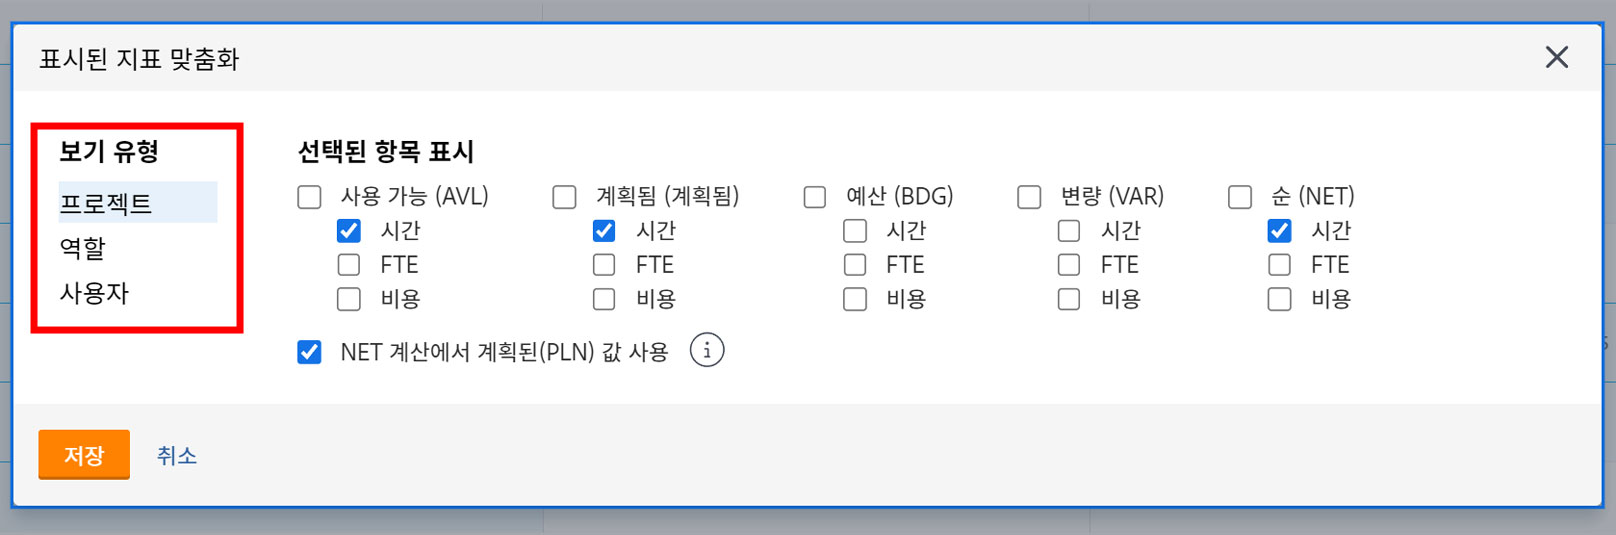 표시된 지표 맞춤화
보기 유형
프로젝트
역할
사용자
선택된 항목 표시
사용 가능 (AVL) 계획됨 (계획됨) 예산 (BDG) 변량 (VAR) 순 (NET)
시간 시간 시간 시간 시간
FTE FTE FTE FTE FTE
비용 비용 비용 비용 비용
NET 계산에서 계획된(PLN) 값 사용
저장 취소